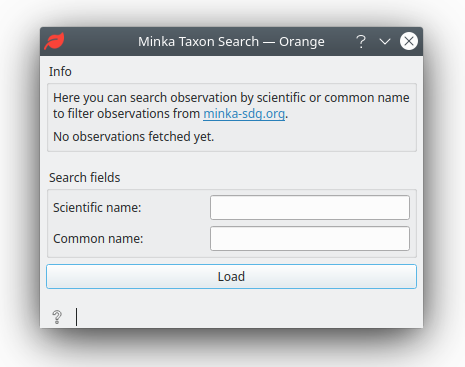 Minka Taxon Search — Orange
Info
Here you can search observation by scientific or common name
to filter observations from minka-sdg.org.
No observations fetched yet.
Search fields
Scientific name:
Common name:
Load